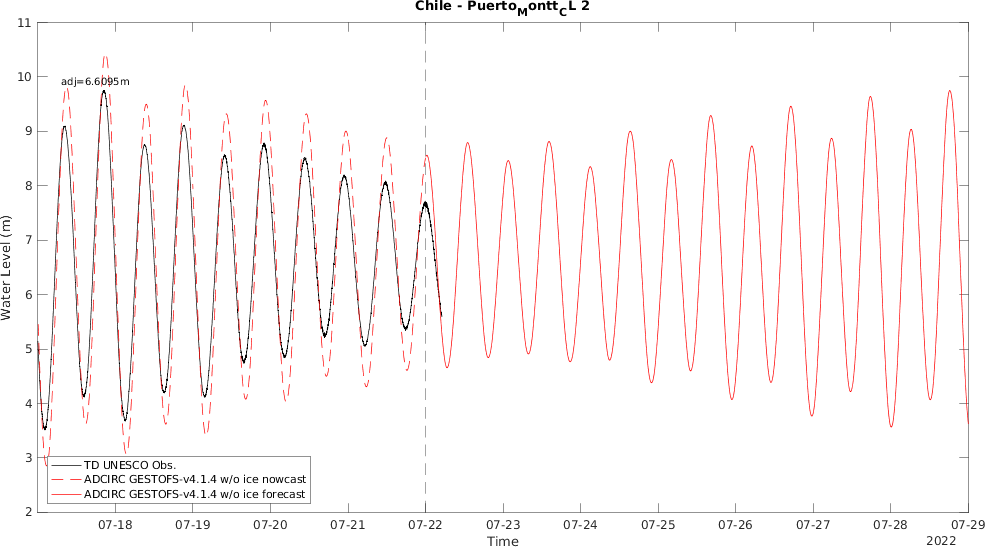 Chile - PuertoMonttCL 2
11
10
9
8
7
6
5
4
3
2
Water Level (m)
adj=6.6095m
TD UNESCO Obs.
ADCIRC GESTOFS-v4.1.4 w/o ice nowcast
ADCIRC GESTOFS-v4.1.4 w/o ice forecast
07-18 07-19 07-20 07-21 07-22 07-23 07-24 07-25 07-26 07-27 07-28 07-29
Time
2022